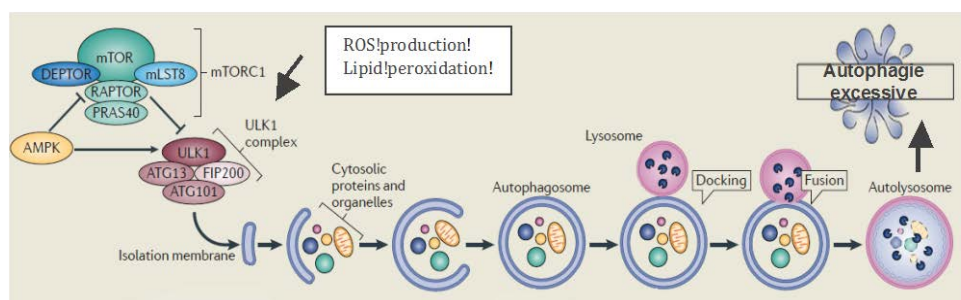 ROS!production!
Lipid!peroxidation!
mTOR
DEPTOR
mLST8
mTORC1
RAPTOR
PRAS40
AMPK
ULK1
complex
ULK1
ATG13
FIP200
ATG101
Isolation membrane
Cytosolic
proteins and
organelles
Autophagosome
Lysosome
Docking
Fusion
Autolysosome
Autophagie
excessive